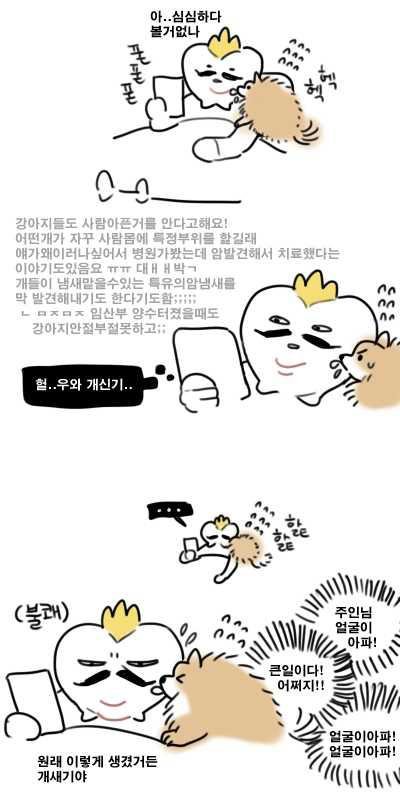 아..심심하다
볼거없나
폰
폰
폰
헥
헥
강아지들도 사람아픈거를 안다고해요!
어떤개가 자꾸 사람몸에 특정부위를 핥길래
얘가왜이러나싶어서 병원가봤는데 암발견해서 치료했다는
이야기도있음요 ㅠㅠ 대ㅐㅐ박ㄱ
개들이 냄새맡을수있는 특유의암냄새를
막 발견해내기도 한다기도함;;;;;
ㄴ ㅁㅈㅁㅈ 임산부 양수터졌을때도
강아지안절부절못하고;;
헐..우와 개신기..
...
핥
핥
(불쾌)
주인님
얼굴이
아파!
큰일이다!
어쩌지!!
얼굴이아파!
얼굴이아파!
원래 이렇게 생겼거든
개새기야